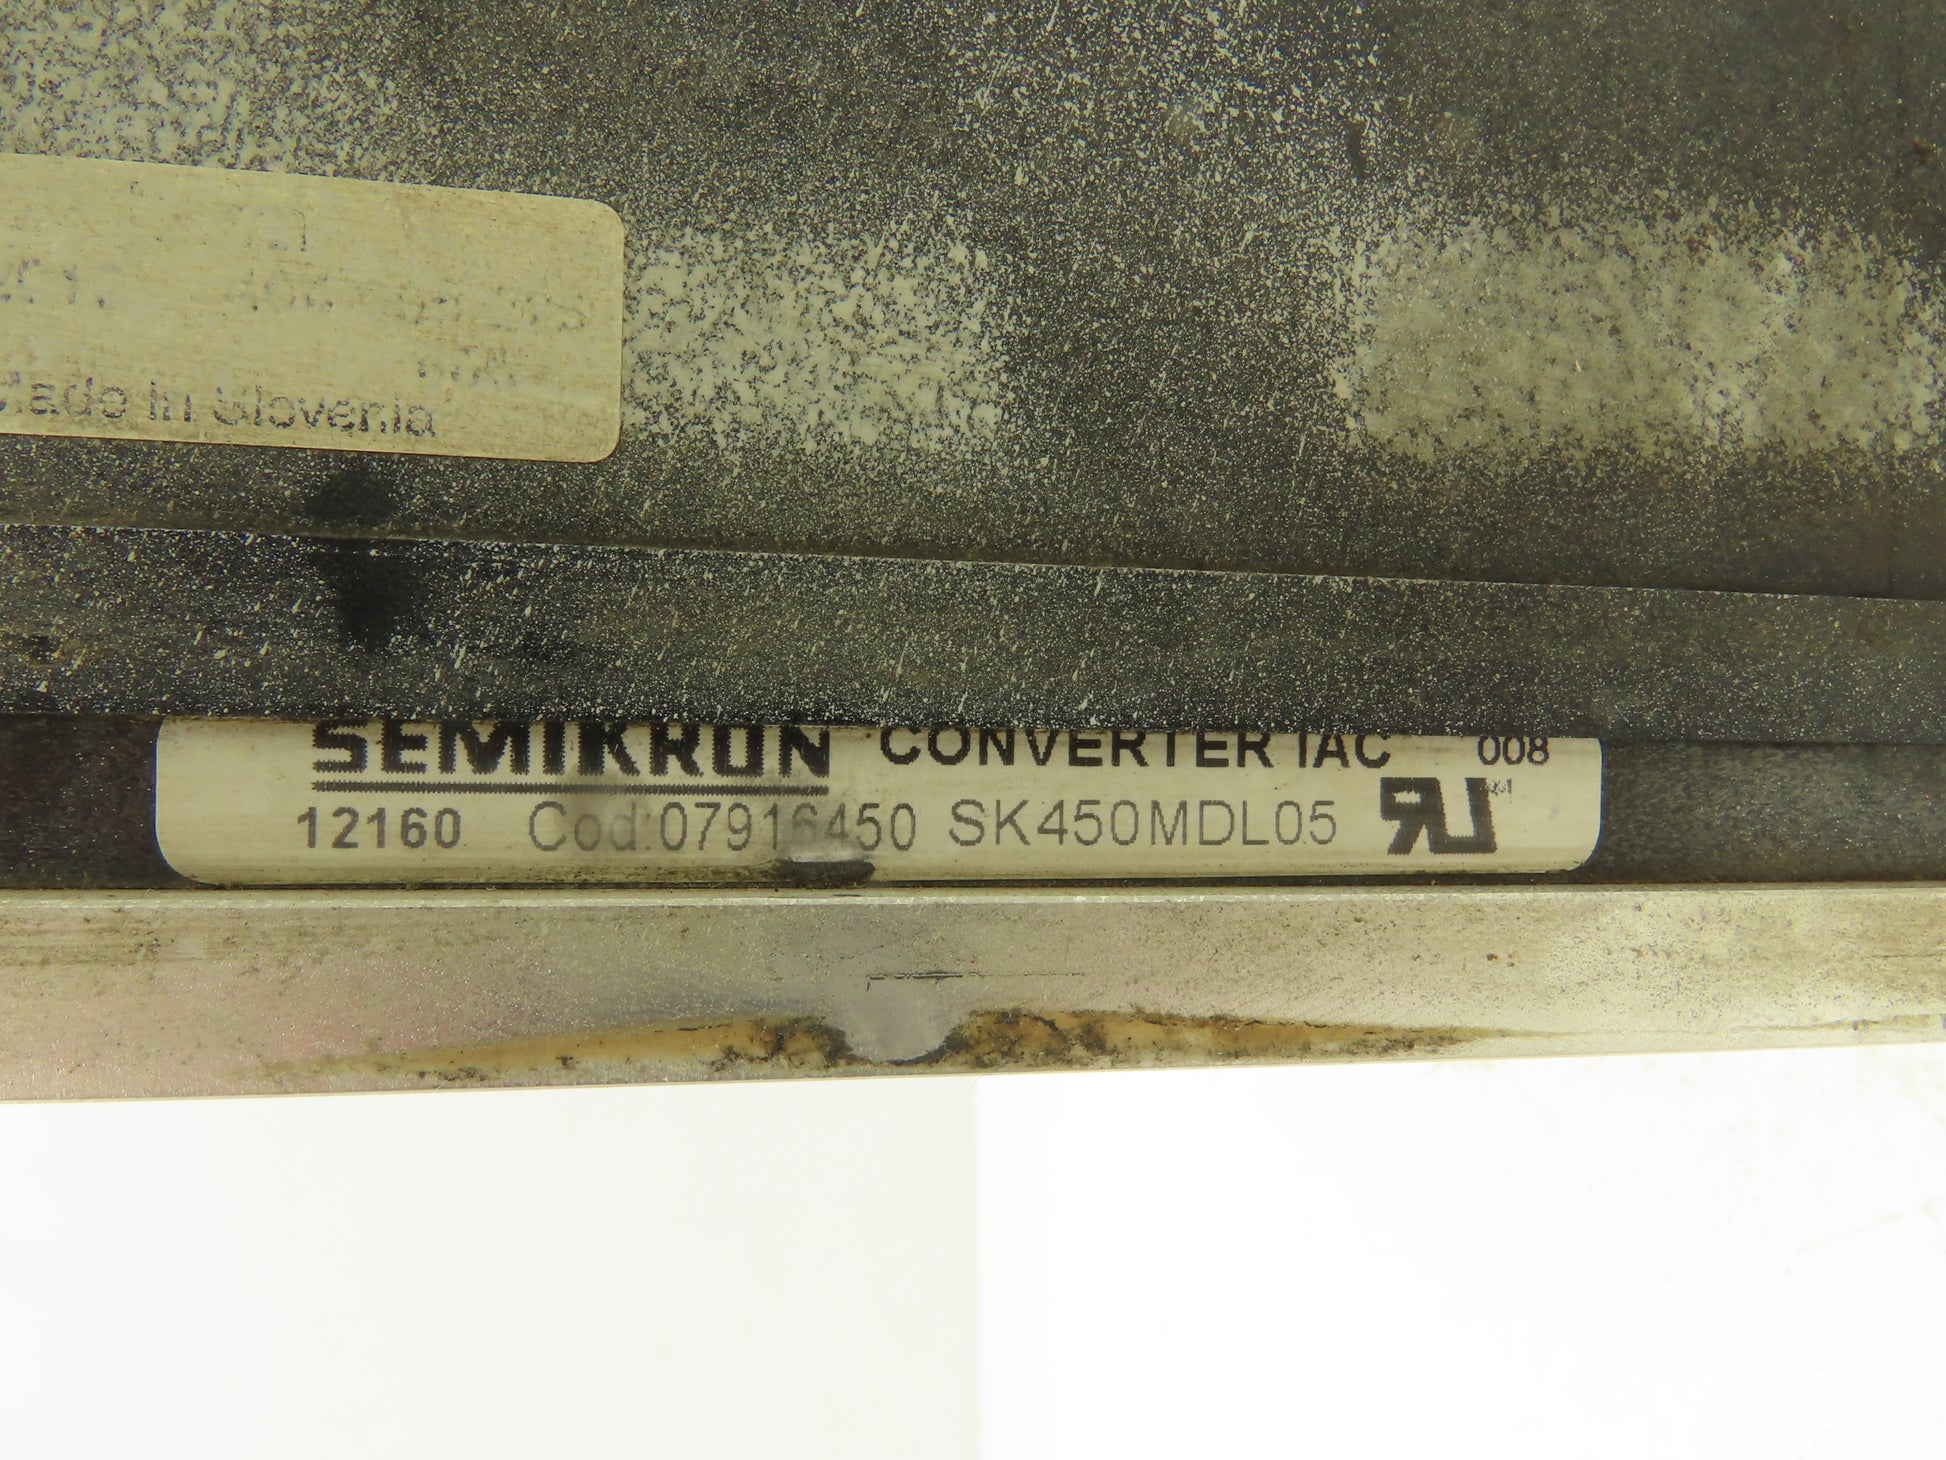 Made in Slovenia
SEMIKRON CONVERTER IAC 008
12160 Cod:07916450 SK450MDL05